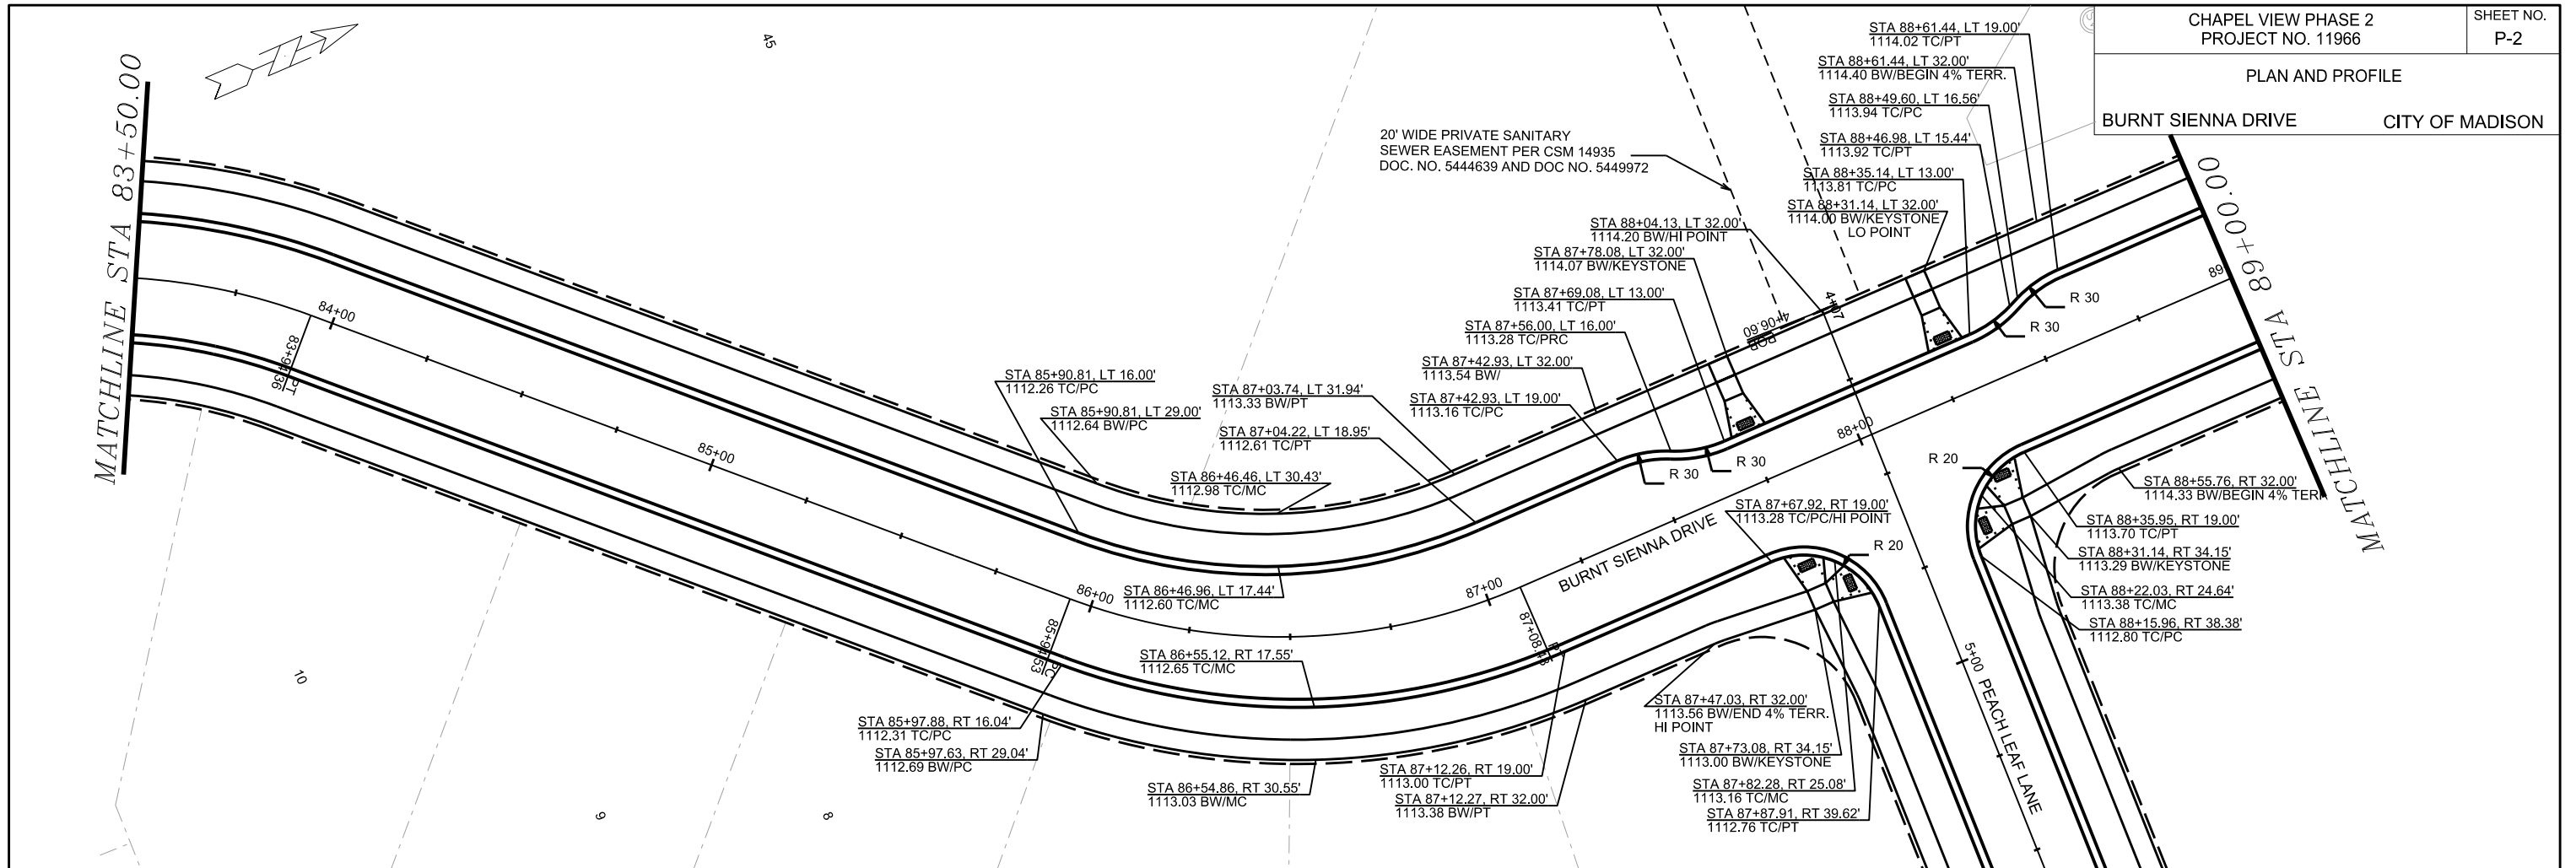 CHAPEL VIEW PHASE 2
PROJECT NO. 11966
SHEET NO.
P-2
PLAN AND PROFILE
BURNT SIENNA DRIVE
CITY OF MADISON
MATCHLINE STA 83+50.00
45
20' WIDE PRIVATE SANITARY
SEWER EASEMENT PER CSM 14935
DOC. NO. 5444639 AND DOC NO. 5449972
STA 88+61.44, LT 19.00'
1114.02 TC/PT
STA 88+61.44, LT 32.00'
1114.40 BW/BEGIN 4% TERR.
STA 88+49.60, LT 16.56'
1113.94 TC/PC
STA 88+46.98, LT 15.44'
1113.92 TC/PT
STA 88+35.14, LT 13.00'
1113.81 TC/PC
STA 88+31.14, LT 32.00'
1114.00 BW/KEYSTONE
LO POINT
STA 88+04.13, LT 32.00'
1114.20 BW/HI POINT
STA 87+78.08, LT 32.00'
1114.07 BW/KEYSTONE
STA 87+69.08, LT 13.00'
1113.41 TC/PT
STA 87+56.00, LT 16.00'
1113.28 TC/PRC
STA 87+42.93, LT 32.00'
1113.54 BW/
STA 87+42.93, LT 19.00'
1113.16 TC/PC
STA 87+03.74, LT 31.94'
1113.33 BW/PT
STA 87+04.22, LT 18.95'
1112.61 TC/PT
STA 86+46.46, LT 30.43'
1112.98 TC/MC
STA 85+90.81, LT 16.00'
1112.26 TC/PC
STA 85+90.81, LT 29.00'
1112.64 BW/PC
STA 86+46.96, LT 17.44'
1112.60 TC/MC
84+00
83+94.36
PT
85+00
86+00
85+94.53
PC
87+00
87+08.45
88+00
89
4+07
4+06.60
POB
R 30
R 30
R 30
R 30
R 20
R 20
MATCHLINE STA 89+00.00
BURNT SIENNA DRIVE
5+00
PEACH LEAF LANE
STA 87+67.92, RT 19.00'
1113.28 TC/PC/HI POINT
STA 88+55.76, RT 32.00'
1114.33 BW/BEGIN 4% TERR
STA 88+35.95, RT 19.00'
1113.70 TC/PT
STA 88+31.14, RT 34.15'
1113.29 BW/KEYSTONE
STA 88+22.03, RT 24.64'
1113.38 TC/MC
STA 88+15.96, RT 38.38'
1112.80 TC/PC
STA 86+55.12, RT 17.55'
1112.65 TC/MC
STA 85+97.88, RT 16.04'
1112.31 TC/PC
STA 85+97.63, RT 29.04'
1112.69 BW/PC
STA 86+54.86, RT 30.55'
1113.03 BW/MC
STA 87+12.26, RT 19.00'
1113.00 TC/PT
STA 87+12.27, RT 32.00'
1113.38 BW/PT
STA 87+47.03, RT 32.00'
1113.56 BW/END 4% TERR.
HI POINT
STA 87+73.08, RT 34.15'
1113.00 BW/KEYSTONE
STA 87+82.28, RT 25.08'
1113.16 TC/MC
STA 87+87.91, RT 39.62'
1112.76 TC/PT
10
9
8